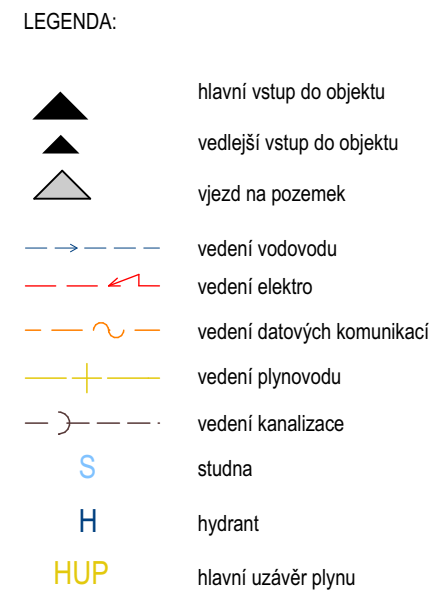 LEGENDA:
hlavní vstup do objektu
vedlejší vstup do objektu
vjezd na pozemek
vedení vodovodu
vedení elektro
vedení datových komunikací
vedení plynovodu
vedení kanalizace
S studna
H hydrant
HUP hlavní uzávěr plynu